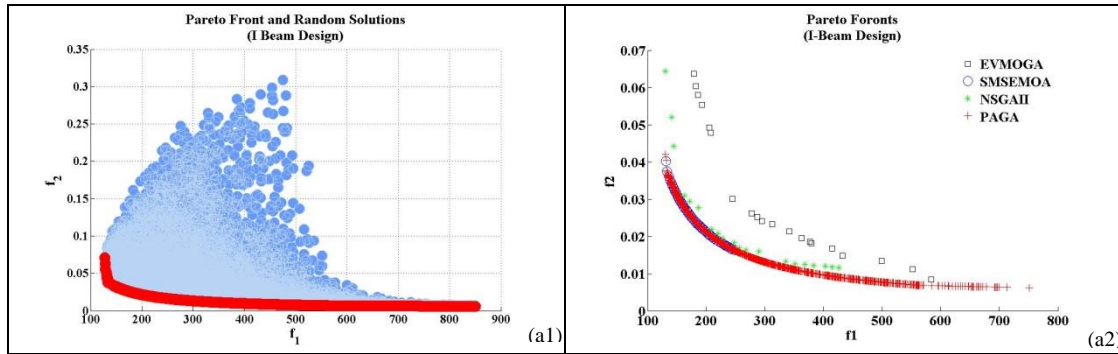 Pareto Front and Random Solutions
(I Beam Design)
0.35
0.3
0.25
0.2
0.15
0.1
0.05
0
f2
100 200 300 400 500 600 700 800 900
f1
(a1)
Pareto Foronts
(I-Beam Design)
0.07
0.06
0.05
0.04
0.03
0.02
0.01
0
f2
EVMOGA
SMSEMOA
NSGAII
PAGA
100 200 300 400 500 600 700 800
f1
(a2)